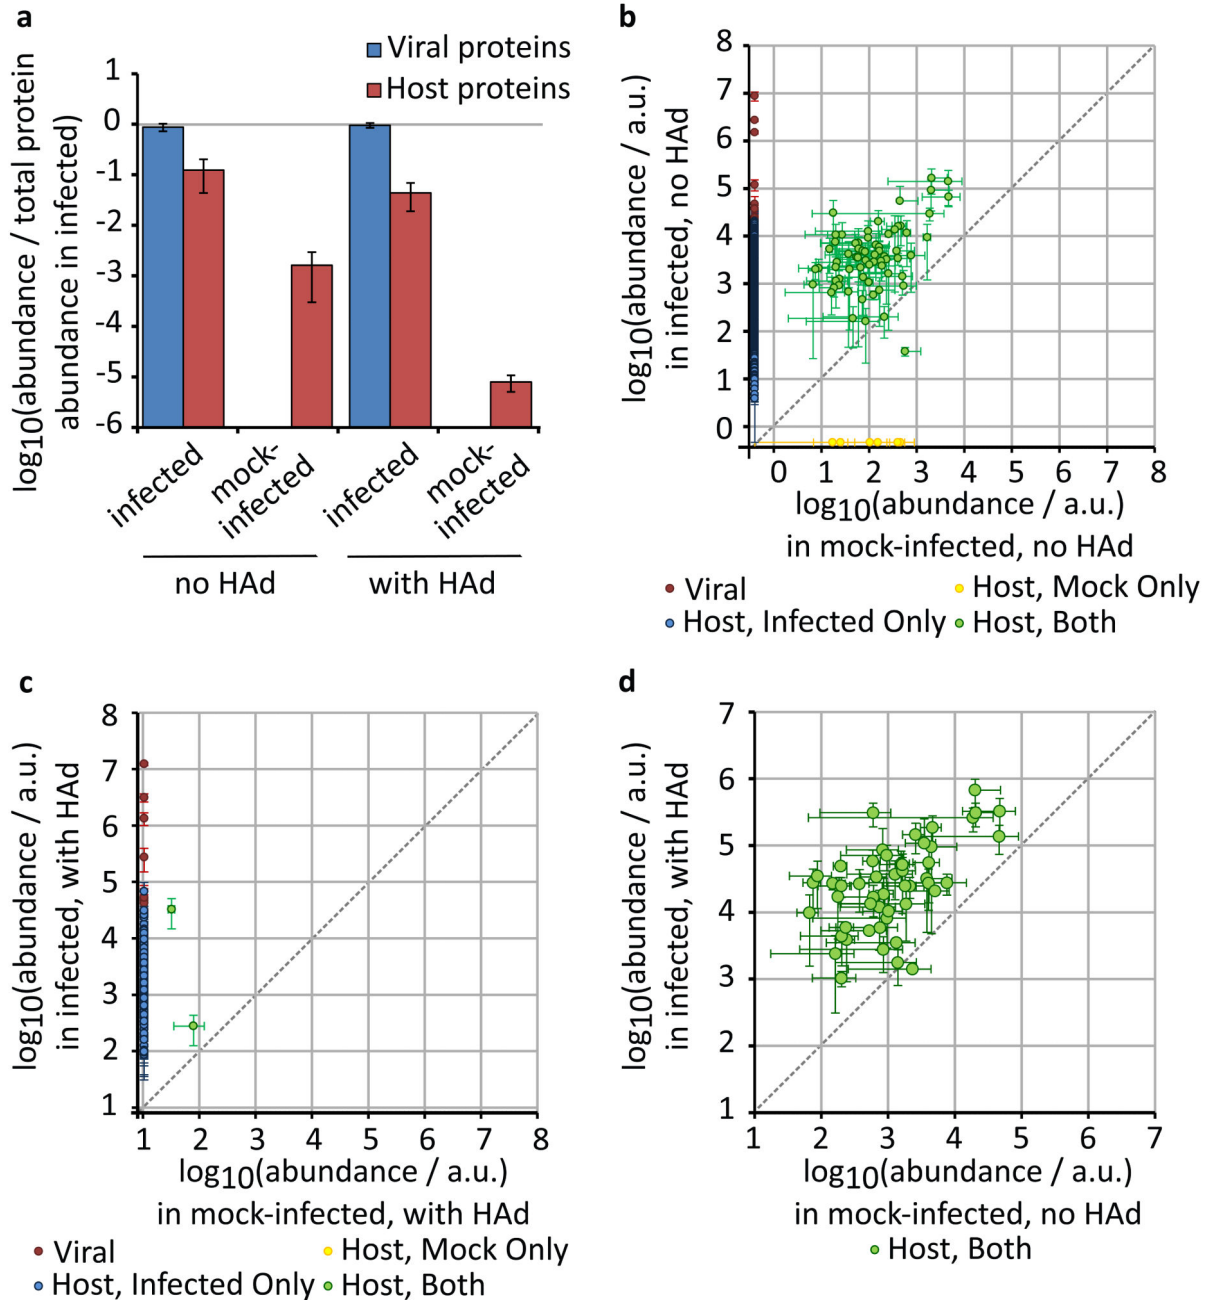 a
Viral proteins
Host proteins
log10(abundance / total protein
abundance in infected)
1
0
-1
-2
-3
-4
-5
-6
infected
mock-
infected
infected
mock-
infected
no HAd
with HAd
b
log10(abundance / a.u.)
in infected, no HAd
8
7
6
5
4
3
2
1
0
0 1 2 3 4 5 6 7 8
log10(abundance / a.u.)
in mock-infected, no HAd
Viral
Host, Mock Only
Host, Infected Only
Host, Both
c
log10(abundance / a.u.)
in infected, with HAd
8
7
6
5
4
3
2
1
1 2 3 4 5 6 7 8
log10(abundance / a.u.)
in mock-infected, with HAd
Viral
Host, Mock Only
Host, Infected Only
Host, Both
d
log10(abundance / a.u.)
in infected, with HAd
7
6
5
4
3
2
1
1 2 3 4 5 6 7
log10(abundance / a.u.)
in mock-infected, no HAd
Host, Both